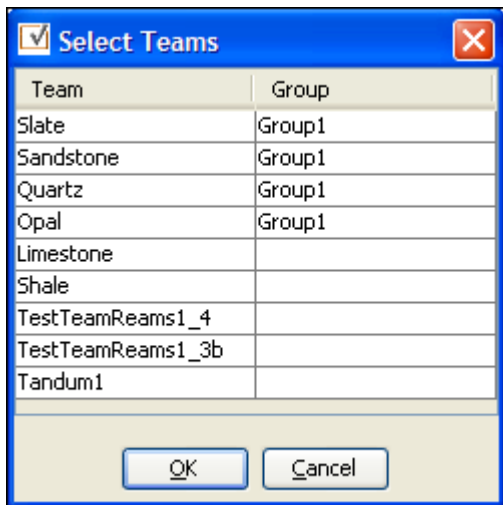 Select Teams
Team Group
Slate Group1
Sandstone Group1
Quartz Group1
Opal Group1
Limestone
Shale
TestTeamReams1_4
TestTeamReams1_3b
Tandum1
OK Cancel